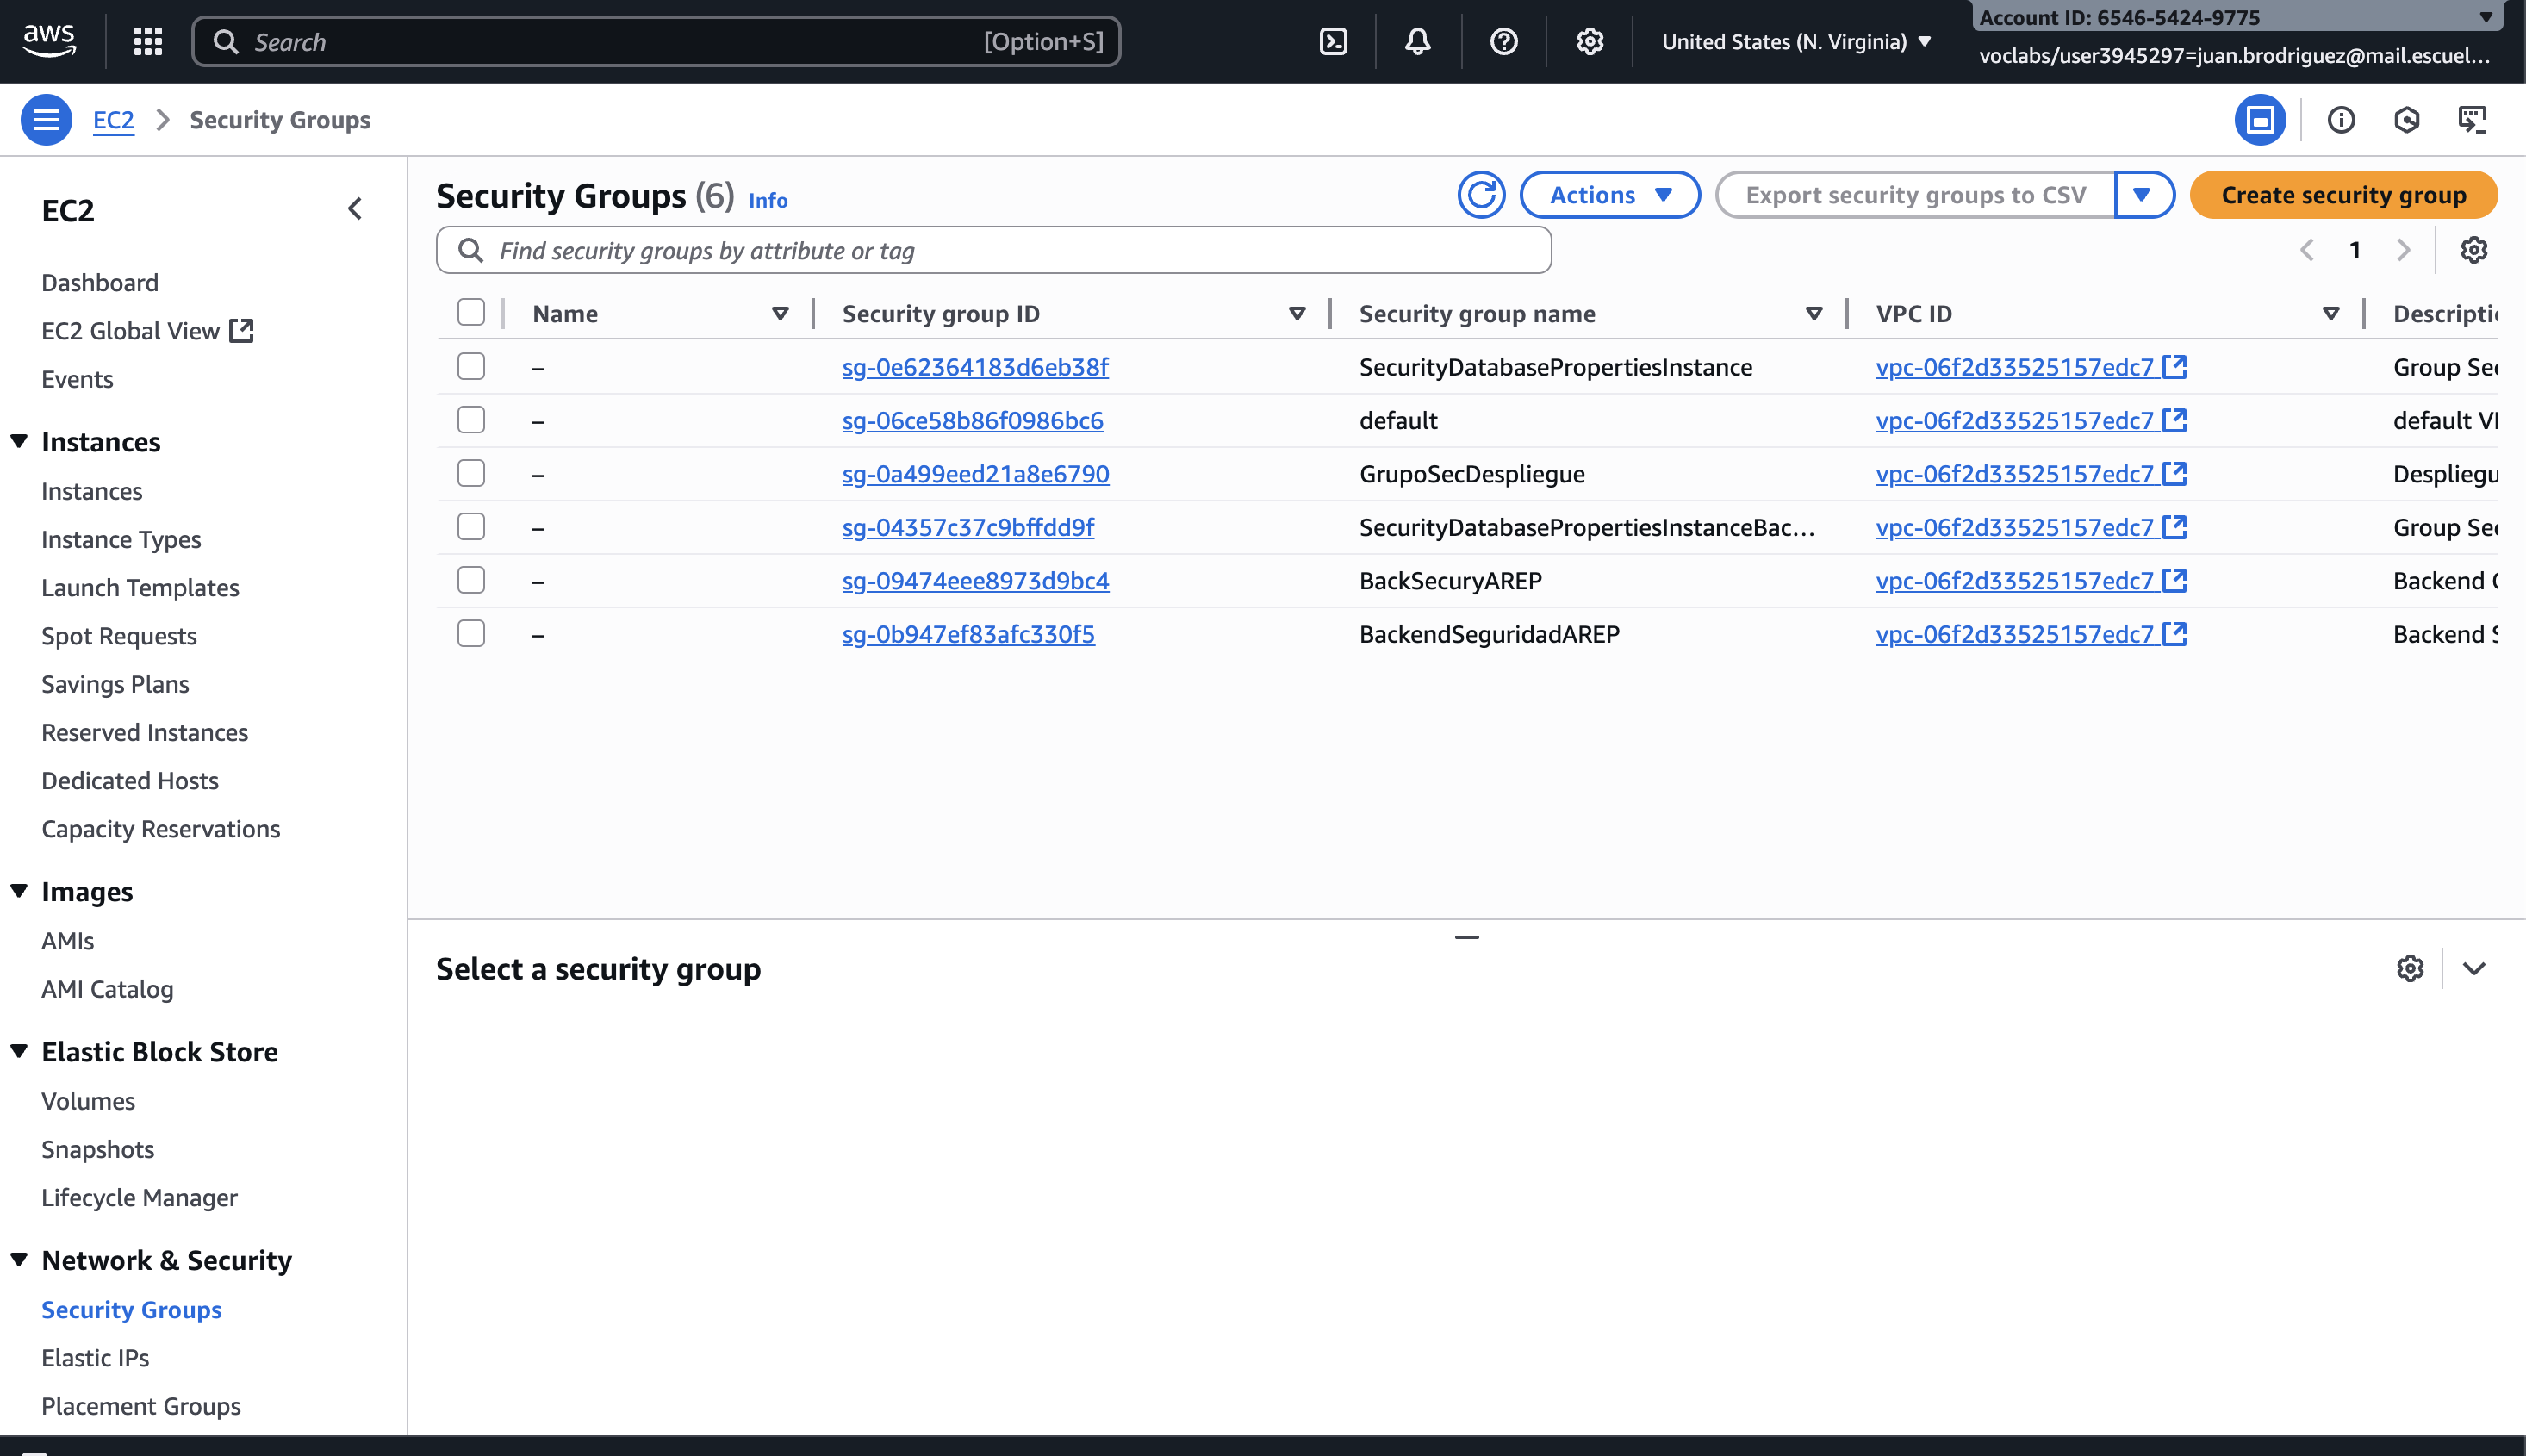 aws
Search [Option+S]
United States (N. Virginia)
Account ID: 6546-5424-9775
voclabs/user3945297=juan.brodriguez@mail.escuel...
EC2 > Security Groups
EC2
Dashboard
EC2 Global View
Events
Instances
Instances
Instance Types
Launch Templates
Spot Requests
Savings Plans
Reserved Instances
Dedicated Hosts
Capacity Reservations
Images
AMIs
AMI Catalog
Elastic Block Store
Volumes
Snapshots
Lifecycle Manager
Network & Security
Security Groups
Elastic IPs
Placement Groups
Security Groups (6) Info
Actions
Export security groups to CSV
Create security group
Find security groups by attribute or tag
1
Name Security group ID Security group name VPC ID Descripti
– sg-0e62364183d6eb38f SecurityDatabasePropertiesInstance vpc-06f2d33525157edc7 Group Sec
– sg-06ce58b86f0986bc6 default vpc-06f2d33525157edc7 default VI
– sg-0a499eed21a8e6790 GrupoSecDespliegue vpc-06f2d33525157edc7 Despliegu
– sg-04357c37c9bffdd9f SecurityDatabasePropertiesInstanceBac... vpc-06f2d33525157edc7 Group Sec
– sg-09474eee8973d9bc4 BackSecuryAREP vpc-06f2d33525157edc7 Backend
– sg-0b947ef83afc330f5 BackendSeguridadAREP vpc-06f2d33525157edc7 Backend S
Select a security group